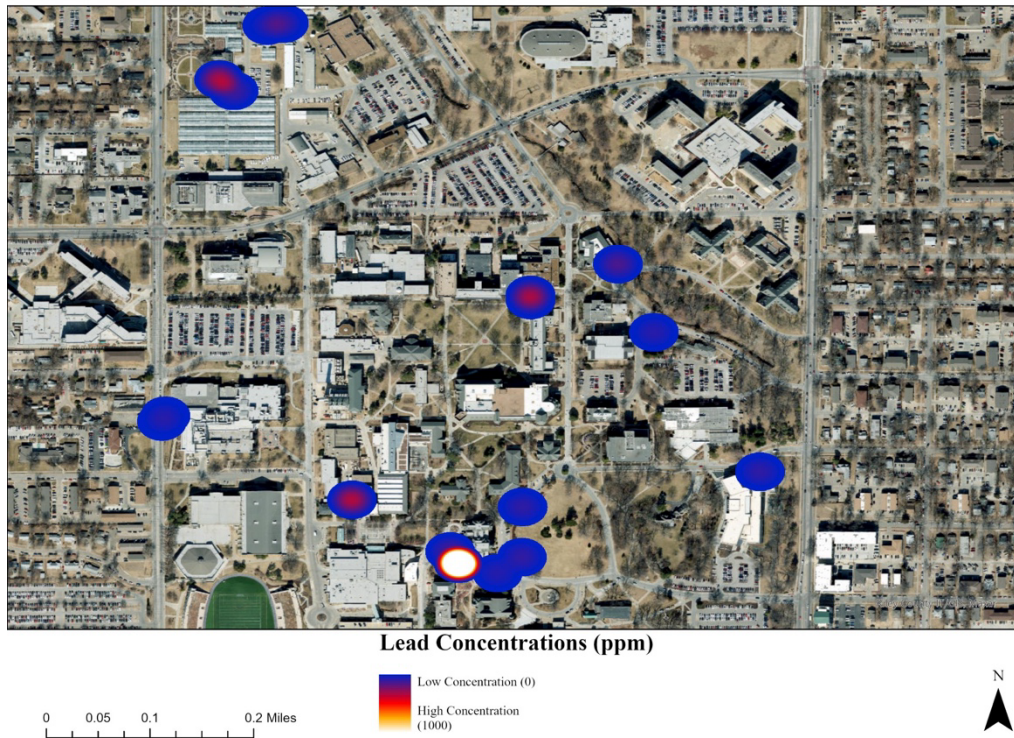 Lead Concentrations (ppm)
Low Concentration (0)
High Concentration
(1000)
0 0.05 0.1 0.2 Miles
N